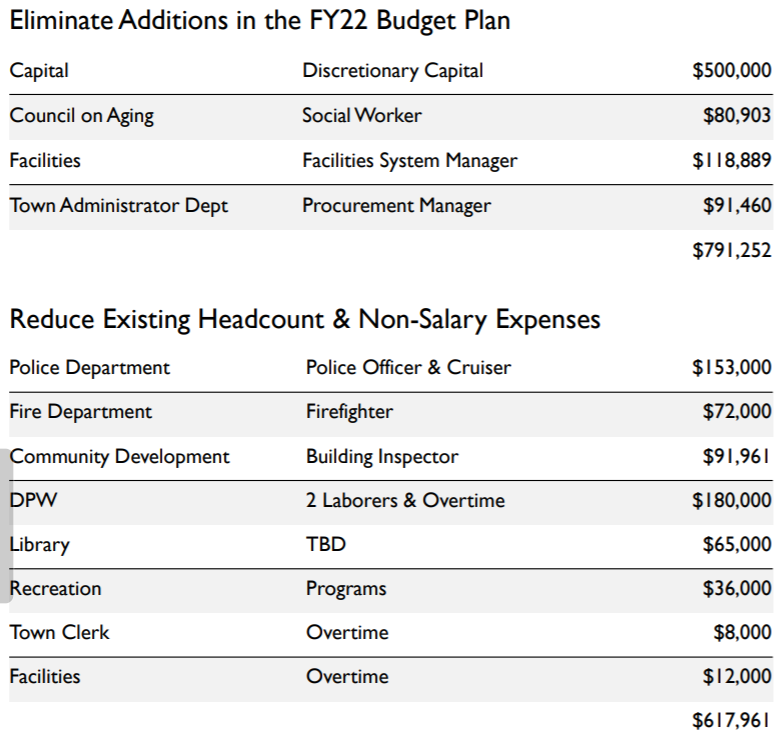 Eliminate Additions in the FY22 Budget Plan
Capital Discretionary Capital $500,000
Council on Aging Social Worker $80,903
Facilities Facilities System Manager $118,889
Town Administrator Dept Procurement Manager $91,460
$791,252
Reduce Existing Headcount & Non-Salary Expenses
Police Department Police Officer & Cruiser $153,000
Fire Department Firefighter $72,000
Community Development Building Inspector $91,961
DPW 2 Laborers & Overtime $180,000
Library TBD $65,000
Recreation Programs $36,000
Town Clerk Overtime $8,000
Facilities Overtime $12,000
$617,961